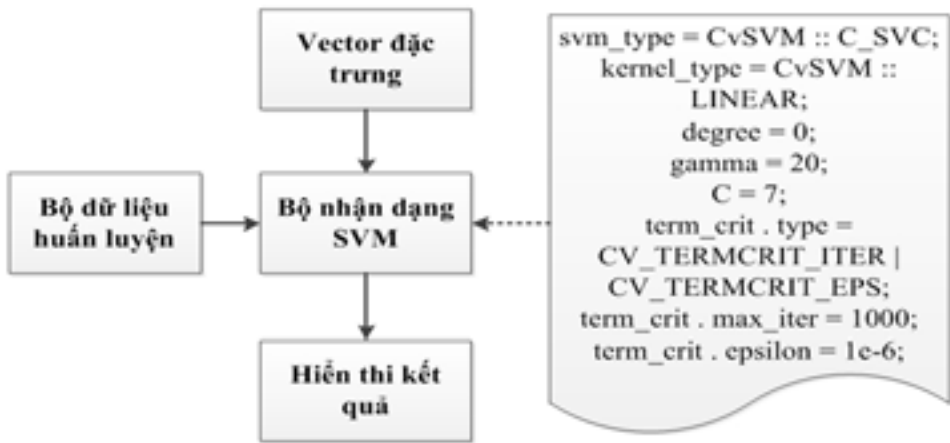 Vector đặc
trưng
Bộ dữ liệu
huấn luyện
Bộ nhận dạng
SVM
Hiển thi kết
quả
svm_type = CvSVM :: C_SVC;
kernel_type = CvSVM ::
LINEAR;
degree = 0;
gamma = 20;
C = 7;
term_crit . type =
CV_TERMCRIT_ITER |
CV_TERMCRIT_EPS;
term_crit . max_iter = 1000;
term_crit . epsilon = 1e-6;